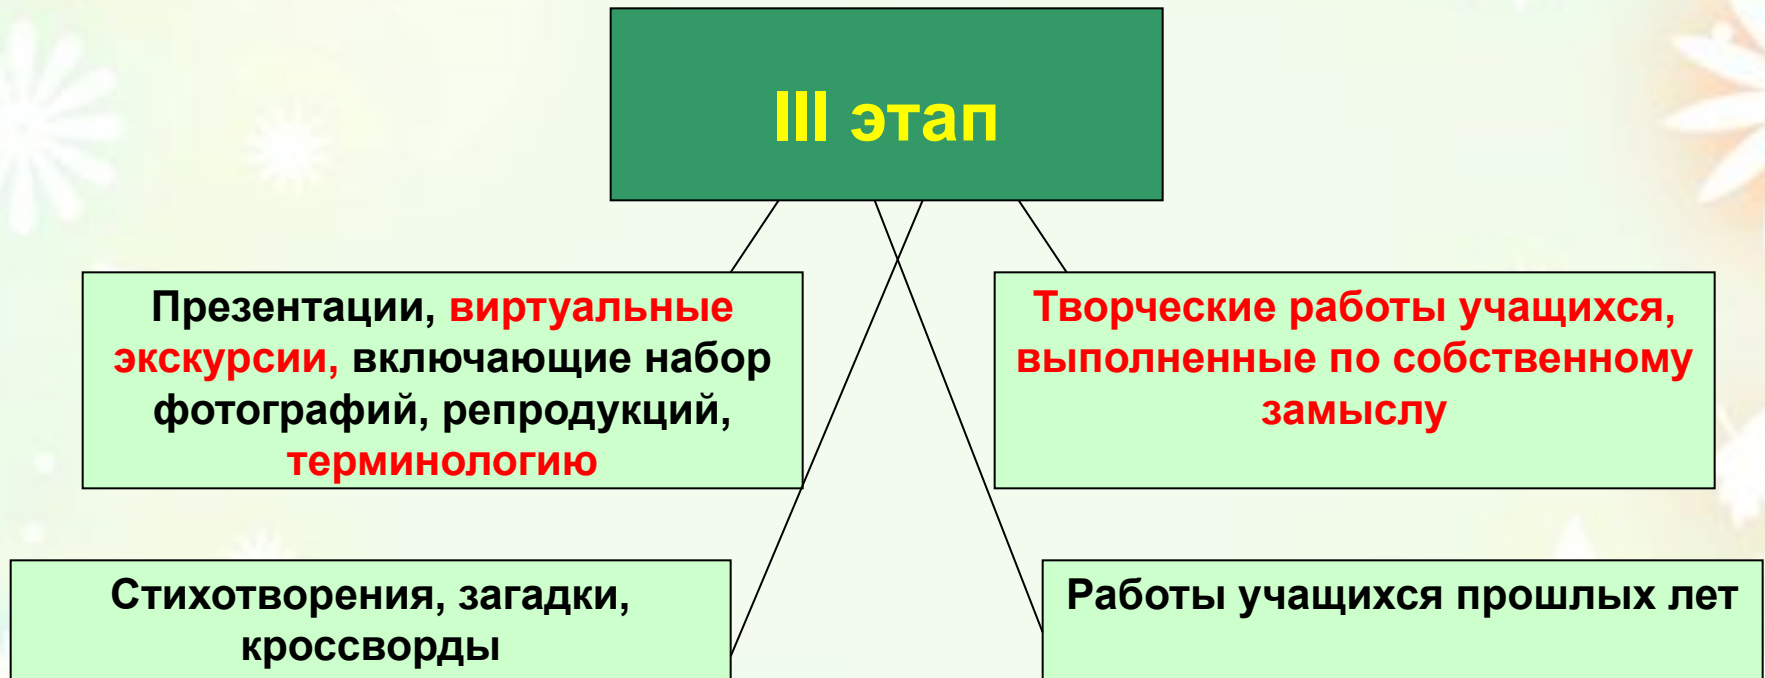 III этап
Презентации, виртуальные
экскурсии, включающие набор
фотографий, репродукций,
терминологию
Творческие работы учащихся,
выполненные по собственному
замыслу
Стихотворения, загадки,
кроссворды
Работы учащихся прошлых лет